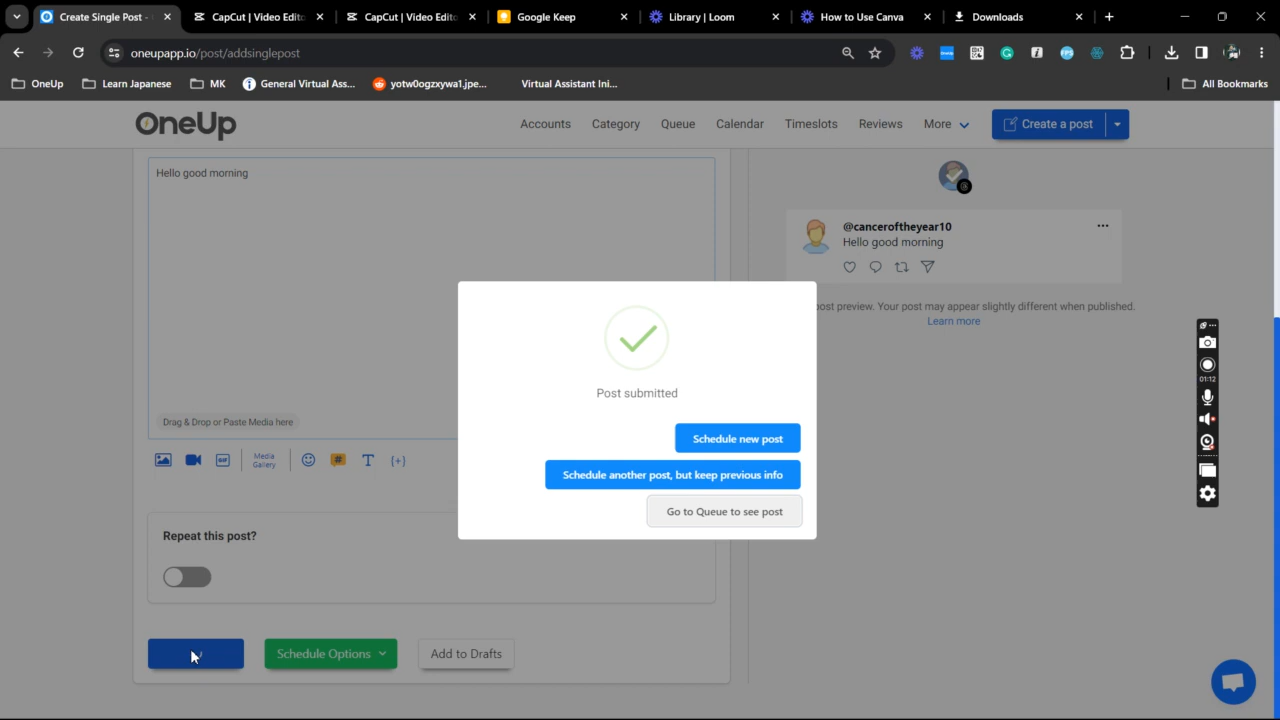 Create Single Post -
CapCut | Video Edit
CapCut | Video Edit
Google Keep
Library | Loom
How to Use Canva
Downloads
oneupapp.io/post/addsinglepost
OneUp
Learn Japanese
MK
General Virtual Ass...
yotw0ogzxywa1.jpe...
Virtual Assistant Ini...
All Bookmarks
OneUp
Accounts
Category
Queue
Calendar
Timeslots
Reviews
More
Create a post
Hello good morning
@canceroftheyear10
Hello good morning
post preview. Your post may appear slightly different when published.
Learn more
01:12
Post submitted
Schedule new post
Schedule another post, but keep previous info
Go to Queue to see post
Drag & Drop or Paste Media here
GIF
Media
Gallery
Repeat this post?
Schedule Options
Add to Drafts